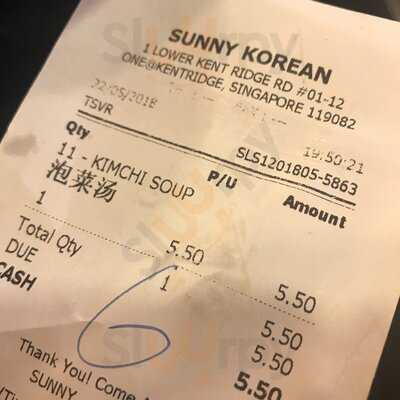 SUNNY KOREAN
1 LOWER KENT RIDGE RD #01-12
ONE@KENTRIDGE, SINGAPORE 119082
22/05/2018 19:50:21
TSVR SLS1201805-5863
Qty P/U Amount
11 - KIMCHI SOUP
泡菜汤
1 5.50 5.50
Total Qty 1 5.50
DUE 5.50
CASH 5.50
6
Thank You! Come
SUNNY